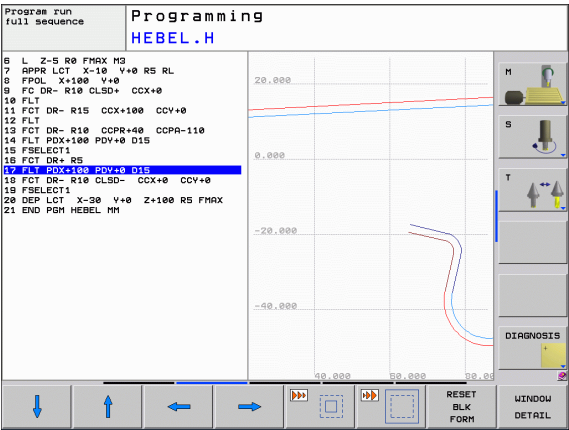 Program run
full sequence
Programming
HEBEL.H
6 L Z-5 R0 FMAX M3
7 APPR LCT X-10 Y+0 R5 RL
8 FPOL X+100 Y+0
9 FC DR- R10 CLSD+ CCX+0
10 FLT
11 FCT DR- R15 CCX+100 CCY+0
12 FLT
13 FCT DR- R10 CCPR+40 CCPA-110
14 FLT PDX+100 PDY+0 D15
15 FSELECT1
16 FCT DR+ R5
17 FLT PDX+100 PDY+0 D15
18 FCT DR- R10 CLSD- CCX+0 CCY+0
19 FSELECT1
20 DEP LCT X-30 Y+0 Z+100 R5 FMAX
21 END PGM HEBEL MM
20.000
0.000
-20.000
-40.000
40.000
60.000
M
S
T
DIAGNOSIS
RESET
BLK
FORM
WINDOW
DETAIL